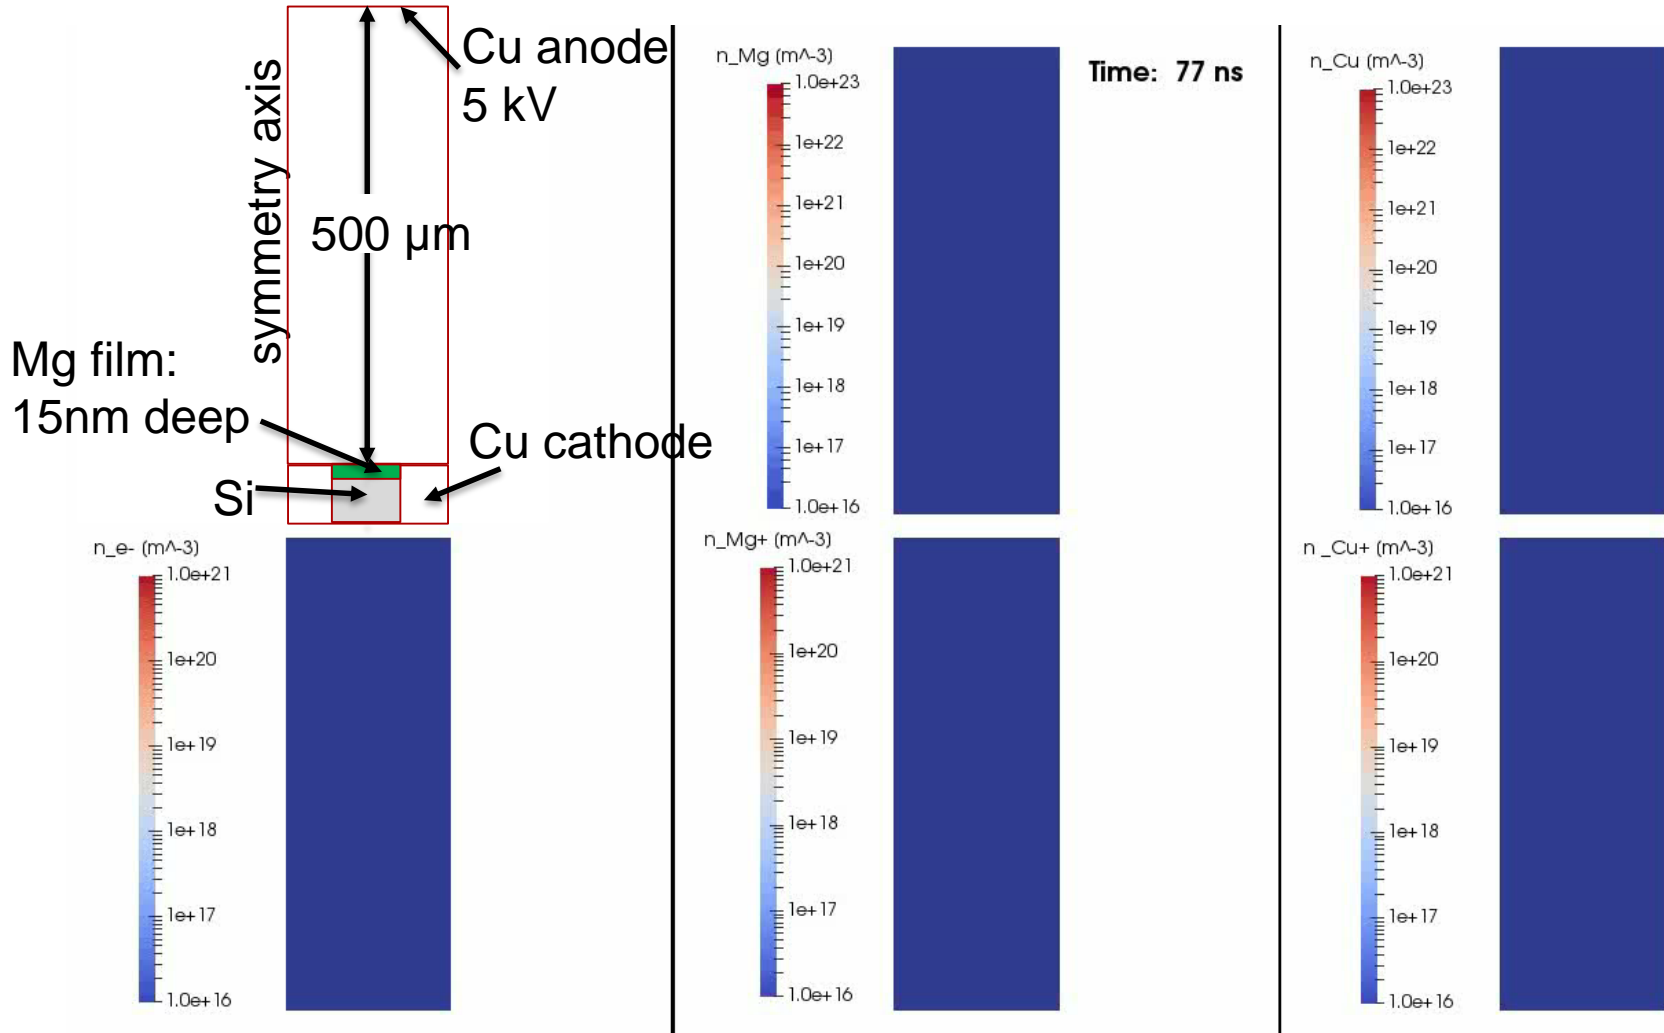 Cu anode
5 kV
symmetry axis
500 μm
Mg film:
15nm deep
Cu cathode
Si
n_e- (m^-3)
1.0e+21
1e+20
1e+19
1e+18
1e+17
1.0e+16
n_Mg (m^-3)
1.0e+23
1e+22
1e+21
1e+20
1e+19
1e+18
1e+17
1.0e+16
Time: 77 ns
n_Mg+ (m^-3)
1.0e+21
1e+20
1e+19
1e+18
1e+17
1.0e+16
n_Cu (m^-3)
1.0e+23
1e+22
1e+21
1e+20
1e+19
1e+18
1e+17
1.0e+16
n _Cu+ (m^-3)
1.0e+21
1e+20
1e+19
1e+18
1e+17
1.0e+16